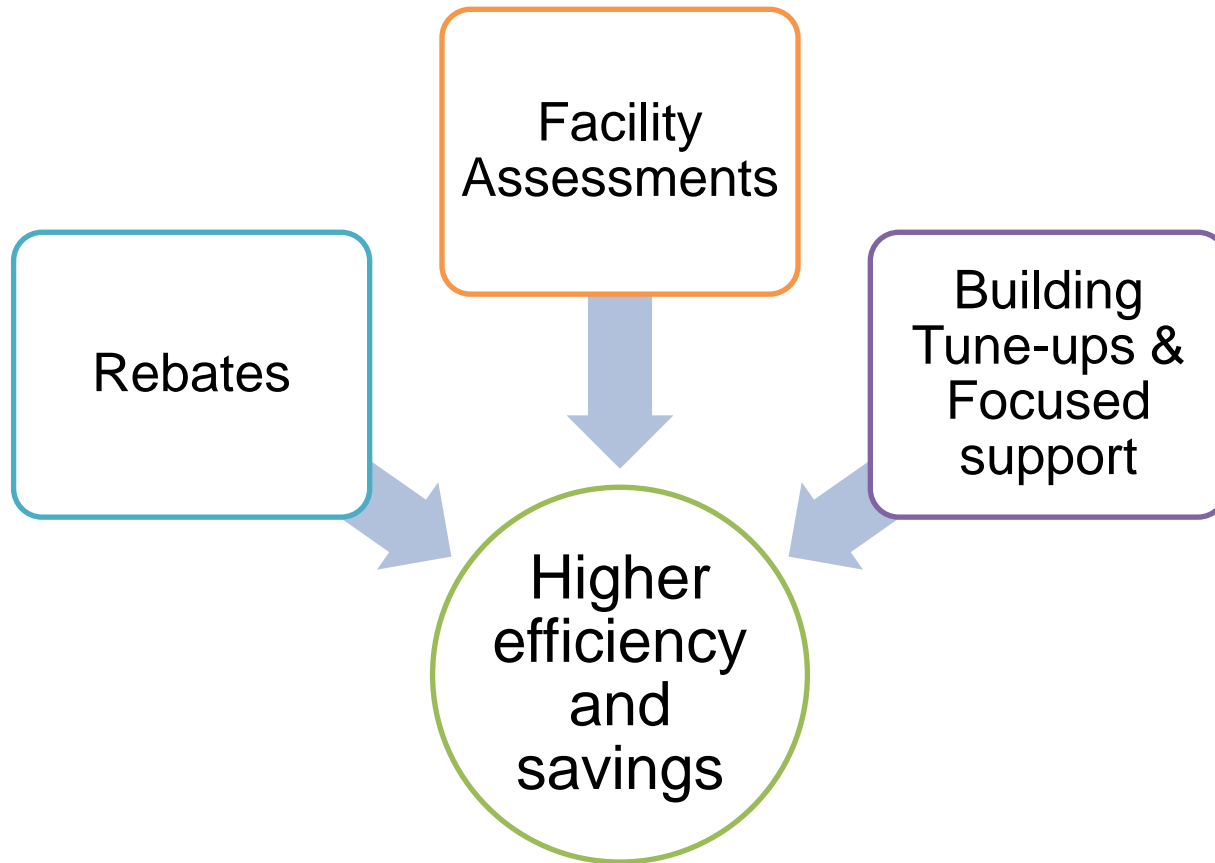 Facility
Assessments
Rebates
Building
Tune-ups &
Focused
support
Higher
efficiency
and
savings